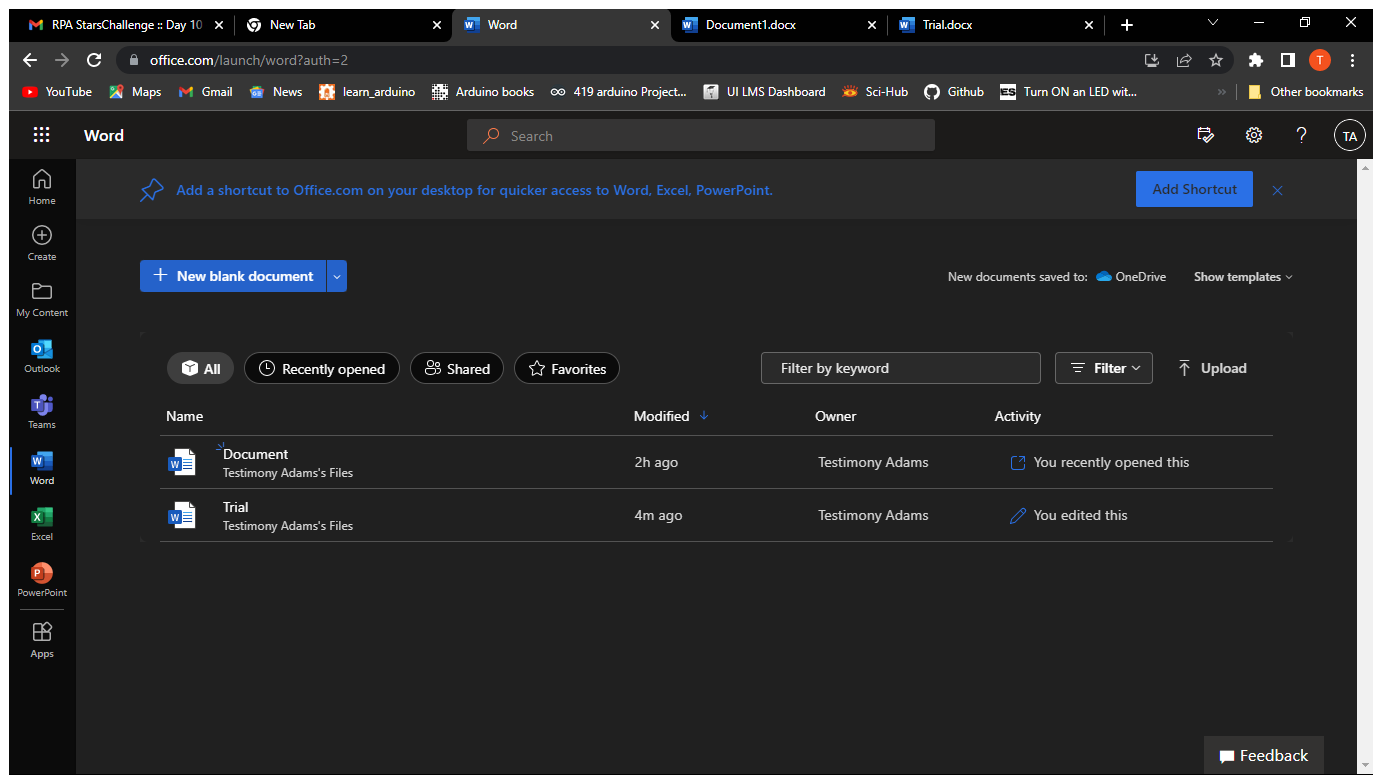 RPA StarsChallenge :: Day 10
New Tab
Word
Document1.docx
Trial.docx
office.com/launch/word?auth=2
T
YouTube
Maps
Gmail
News
learn_arduino
Arduino books
419 arduino Project...
UI LMS Dashboard
Sci-Hub
Github
Turn ON an LED wit...
»
Other bookmarks
Word
Search
?
TA
Home
Create
My Content
Outlook
Teams
Word
Excel
PowerPoint
Apps
Add a shortcut to Office.com on your desktop for quicker access to Word, Excel, PowerPoint.
Add Shortcut
New blank document
New documents saved to:
OneDrive
Show templates
All
Recently opened
Shared
Favorites
Filter by keyword
Filter
Upload
Name
Modified
Owner
Activity
Document
Testimony Adams's Files
2h ago
Testimony Adams
You recently opened this
Trial
Testimony Adams's Files
4m ago
Testimony Adams
You edited this
Feedback